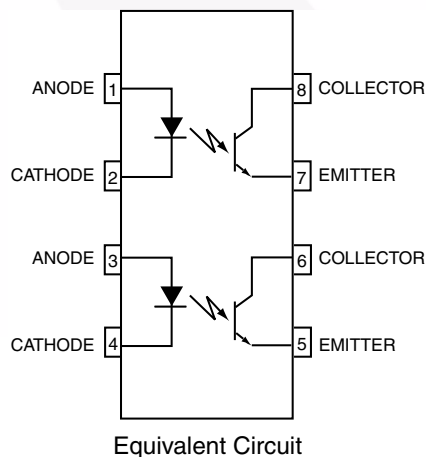 ANODE 1 8 COLLECTOR
CATHODE 2 7 EMITTER
ANODE 3 6 COLLECTOR
CATHODE 4 5 EMITTER
Equivalent Circuit